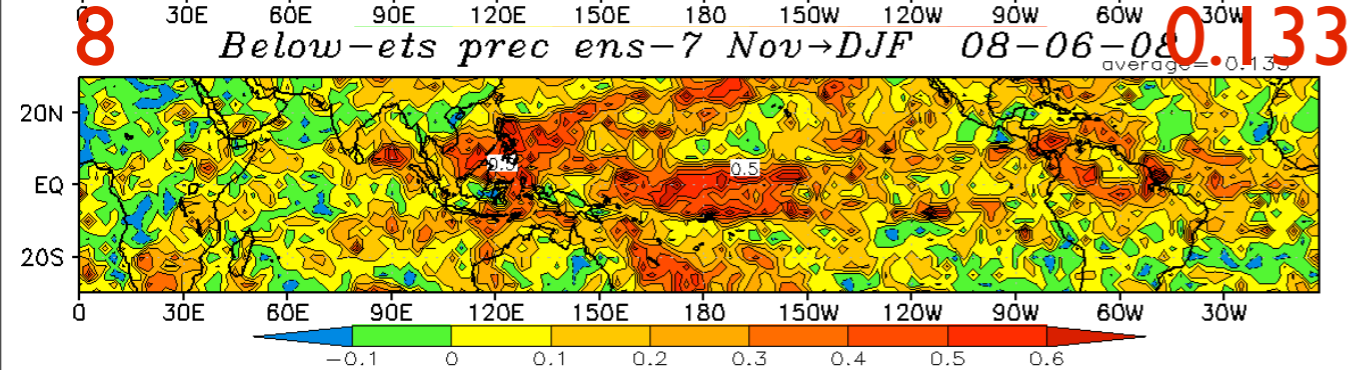 0 30E 60E 90E 120E 150E 180 150W 120W 90W 60W 30W
8 Below-ets prec ens-7 Nov→DJF 08-06-08 0.133
average= 0.133
20N
0.5 0.5
EQ
20S
0 30E 60E 90E 120E 150E 180 150W 120W 90W 60W 30W
-0.1 0 0.1 0.2 0.3 0.4 0.5 0.6